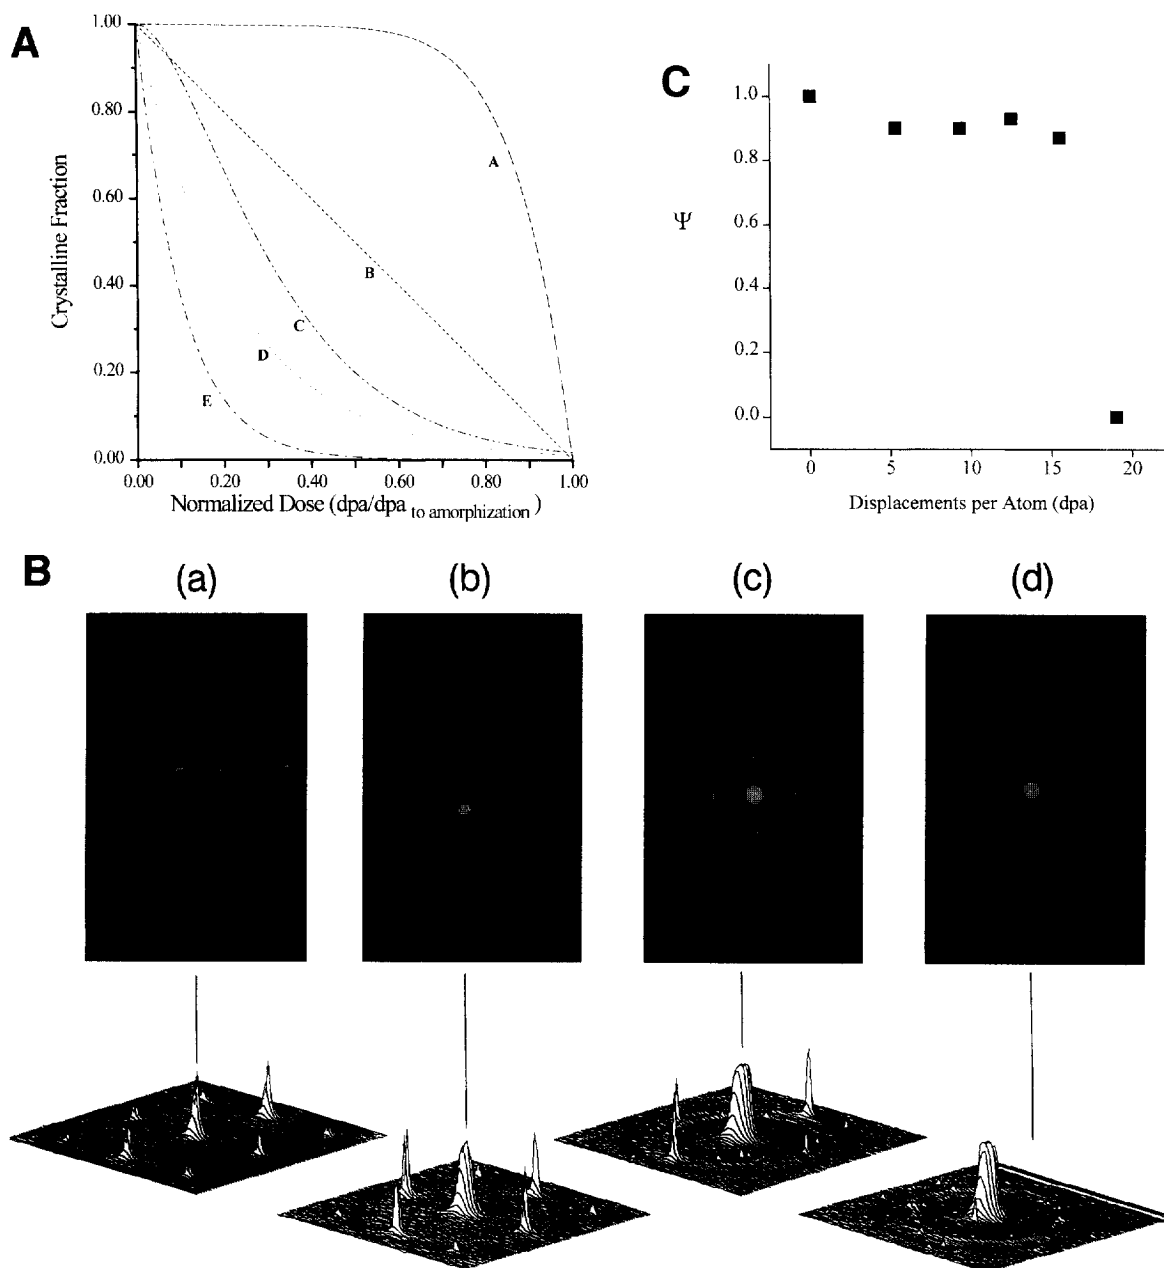 A
1.00
0.80
0.60
0.40
0.20
0.00
Crystalline Fraction
A
B
C
D
E
0.00
0.20
0.40
0.60
0.80
1.00
Normalized Dose (dpa/dpa to amorphization )
C
1.0
0.8
0.6
0.4
0.2
0.0
Ψ
0
5
10
15
20
Displacements per Atom (dpa)
B
(a)
(b)
(c)
(d)